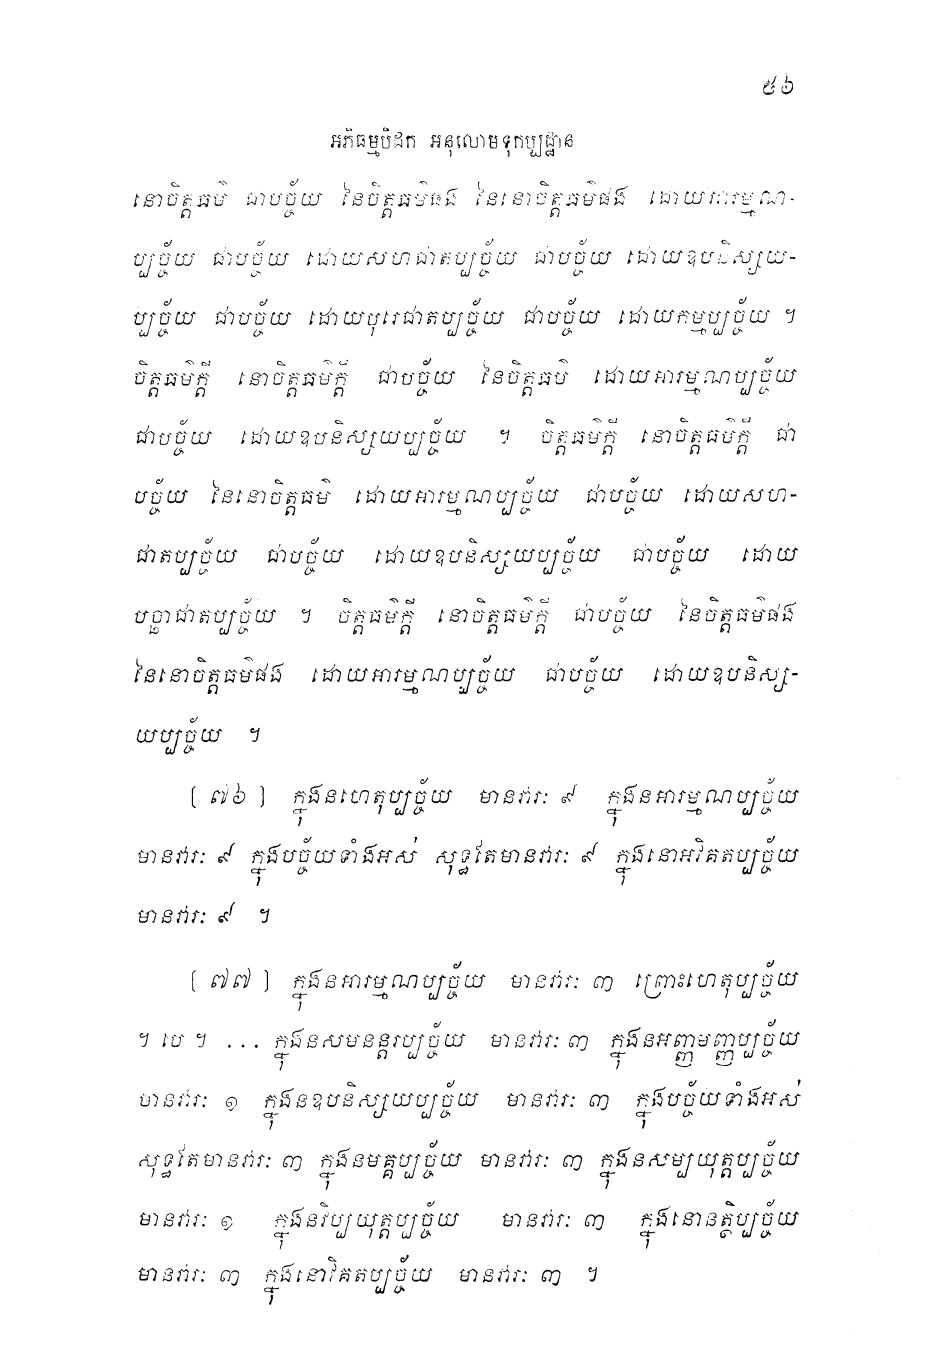 ៥៦
អភិធម្មបិដក អនុលោមទុកប្បដ្ឋាន
នោចិត្តធម៌ ជាបច្ច័យ នៃចិត្តធម៌ផង នៃនោចិត្តធម៌ផង ដោយអារម្មណ-
ប្បច្ច័យ ជាបច្ច័យ ដោយសហជាតប្បច្ច័យ ជាបច្ច័យ ដោយឧបនិស្សយ-
ប្បច្ច័យ ជាបច្ច័យ ដោយបុរេជាតប្បច្ច័យ ជាបច្ច័យ ដោយកម្មប្បច្ច័យ ។
ចិត្តធម៌ក្តី នោចិត្តធម៌ក្តី ជាបច្ច័យ នៃចិត្តធម៌ ដោយអារម្មណប្បច្ច័យ
ជាបច្ច័យ ដោយឧបនិស្សយប្បច្ច័យ ។ ចិត្តធម៌ក្តី នោចិត្តធម៌ក្តី ជា
បច្ច័យ នៃនោចិត្តធម៌ ដោយអារម្មណប្បច្ច័យ ជាបច្ច័យ ដោយសហ-
ជាតប្បច្ច័យ ជាបច្ច័យ ដោយឧបនិស្សយប្បច្ច័យ ជាបច្ច័យ ដោយ
បច្ឆាជាតប្បច្ច័យ ។ ចិត្តធម៌ក្តី នោចិត្តធម៌ក្តី ជាបច្ច័យ នៃចិត្តធម៌ផង
នៃនោចិត្តធម៌ផង ដោយអារម្មណប្បច្ច័យ ជាបច្ច័យ ដោយឧបនិស្ស-
យប្បច្ច័យ ។
[ ៧៦ ] ក្នុងនហេតុប្បច្ច័យ មានវារៈ ៩ ក្នុងនអារម្មណប្បច្ច័យ
មានវារៈ ៩ ក្នុងបច្ច័យទាំងអស់ សុទ្ធតែមានវារៈ ៩ ក្នុងនោអវិគតប្បច្ច័យ
មានវារៈ ៩ ។
[ ៧៧ ] ក្នុងនអារម្មណប្បច្ច័យ មានវារៈ ៣ ព្រោះហេតុប្បច្ច័យ
។ បេ ។ ... ក្នុងនសមនន្តរប្បច្ច័យ មានវារៈ ៣ ក្នុងនអញ្ញមញ្ញប្បច្ច័យ
មានវារៈ ១ ក្នុងនឧបនិស្សយប្បច្ច័យ មានវារៈ ៣ ក្នុងបច្ច័យទាំងអស់
សុទ្ធតែមានវារៈ ៣ ក្នុងនមគ្គប្បច្ច័យ មានវារៈ ៣ ក្នុងនសម្បយុត្តប្បច្ច័យ
មានវារៈ ១ ក្នុងនវិប្បយុត្តប្បច្ច័យ មានវារៈ ៣ ក្នុងនោនត្ថិប្បច្ច័យ
មានវារៈ ៣ ក្នុងនោវិគតប្បច្ច័យ មានវារៈ ៣ ។